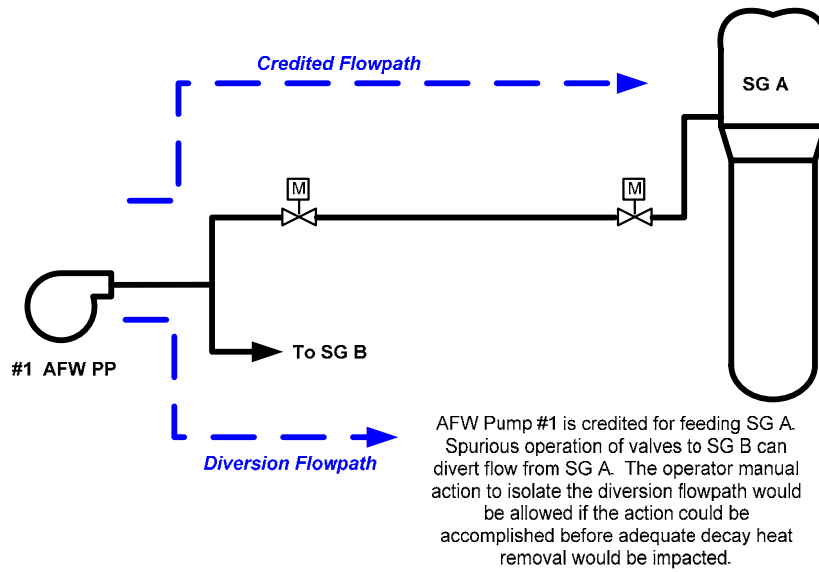 Credited Flowpath
SG A
M
M
To SG B
#1 AFW PP
Diversion Flowpath
AFW Pump #1 is credited for feeding SG A.
Spurious operation of valves to SG B can
divert flow from SG A. The operator manual
action to isolate the diversion flowpath would
be allowed if the action could be
accomplished before adequate decay heat
removal would be impacted.